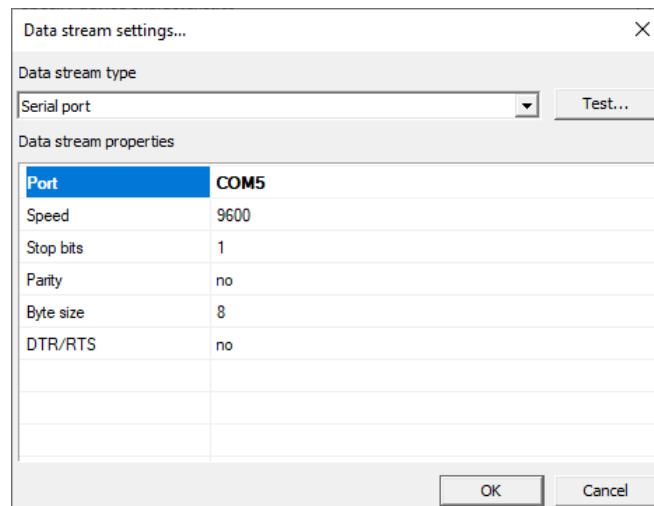 Data stream settings...
Data stream type
Serial port
Test...
Data stream properties
Port COM5
Speed 9600
Stop bits 1
Parity no
Byte size 8
DTR/RTS no
OK Cancel